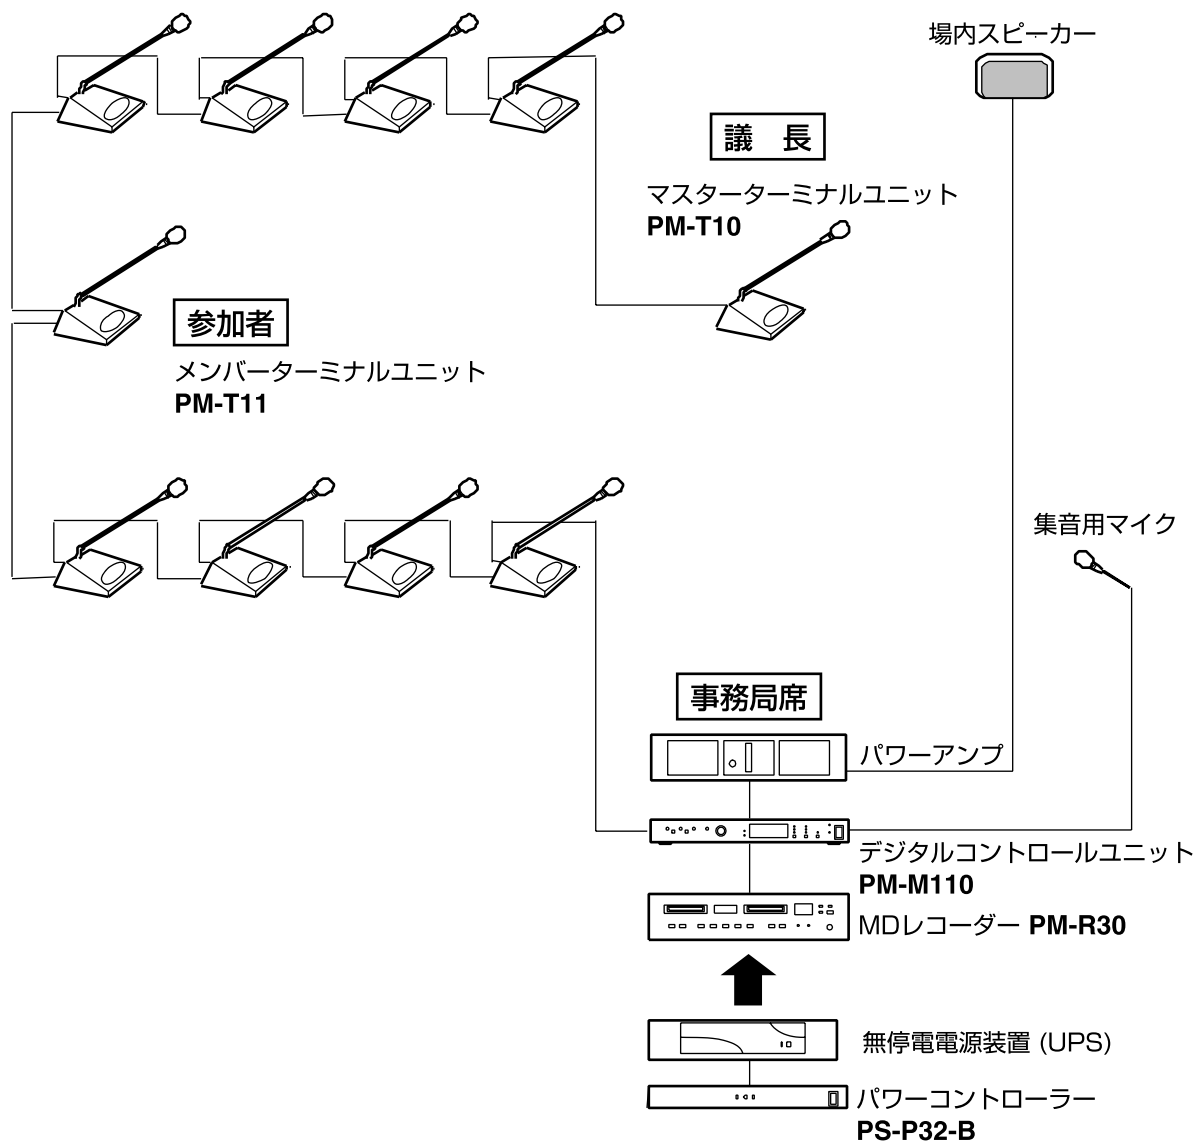 場内スピーカー
議 長
マスターターミナルユニット
PM-T10
参加者
メンバーターミナルユニット
PM-T11
集音用マイク
事務局席
パワーアンプ
デジタルコントロールユニット
PM-M110
MDレコーダー PM-R30
無停電電源装置 (UPS)
パワーコントローラー
PS-P32-B